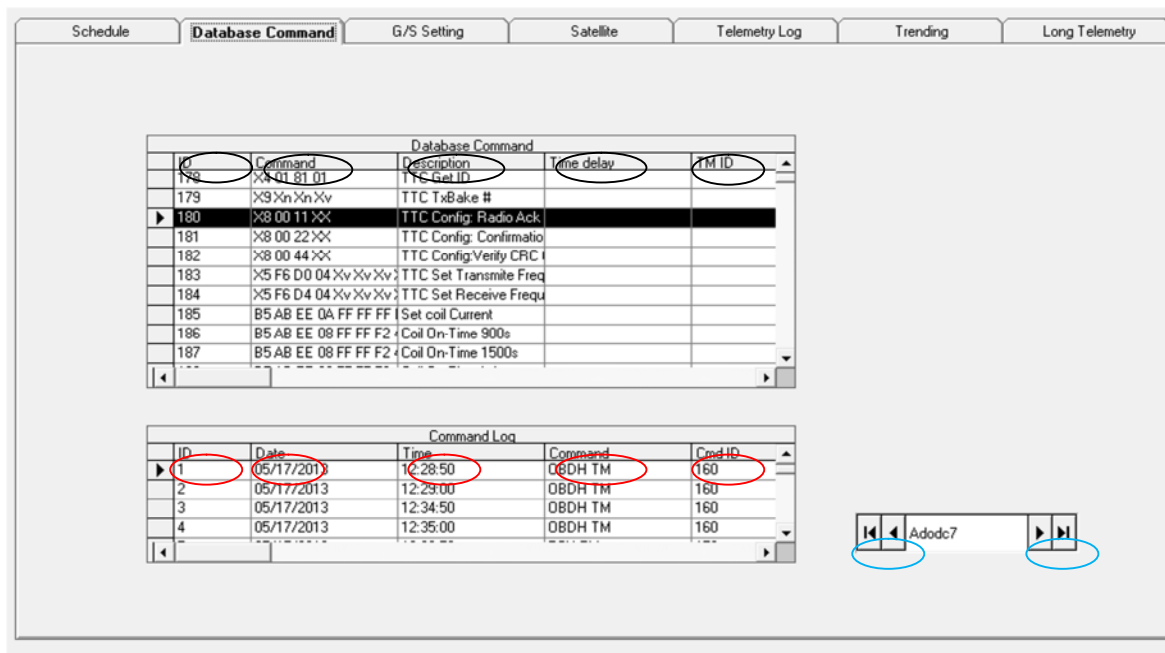 Schedule Database Command G/S Setting Satellite Telemetry Log Trending Long Telemetry
Database Command
ID Command Description Time delay TM ID
178 X4 01 81 01 TTC Get ID
179 X9 Xn Xn Xv TTC TxBake #
180 X8 00 11 XX TTC Config: Radio Ack
181 X8 00 22 XX TTC Config: Confirmatio
182 X8 00 44 XX TTC Config:Verify CRC
183 X5 F6 D0 04 Xv Xv Xv TTC Set Transmite Freq
184 X5 F6 D4 04 Xv Xv Xv TTC Set Receive Frequ
185 B5 AB EE 0A FF FF FF Set coil Current
186 B5 AB EE 08 FF FF F2 Coil On-Time 900s
187 B5 AB EE 08 FF FF F2 Coil On-Time 1500s
Command Log
ID Date Time Command Cmd ID
1 05/17/2013 12:28:50 OBDH TM 160
2 05/17/2013 12:29:00 OBDH TM 160
3 05/17/2013 12:34:50 OBDH TM 160
4 05/17/2013 12:35:00 OBDH TM 160
Adodc7